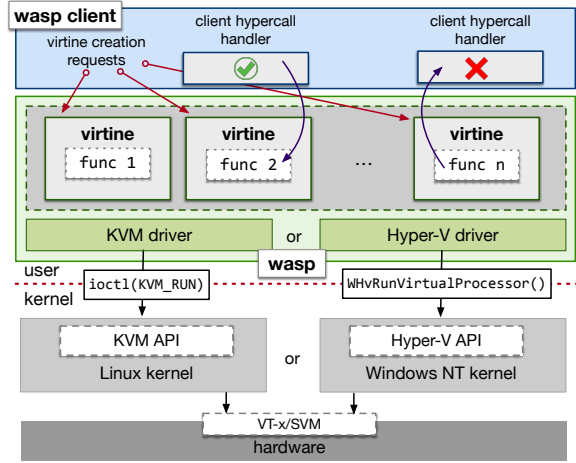 wasp client
virtine creation
requests
client hypercall
handler
client hypercall
handler
virtine
func 1
virtine
func 2
...
virtine
func n
KVM driver
or
Hyper-V driver
wasp
user
kernel
ioctl(KVM_RUN)
WHvRunVirtualProcessor()
KVM API
Linux kernel
or
Hyper-V API
Windows NT kernel
VT-x/SVM
hardware